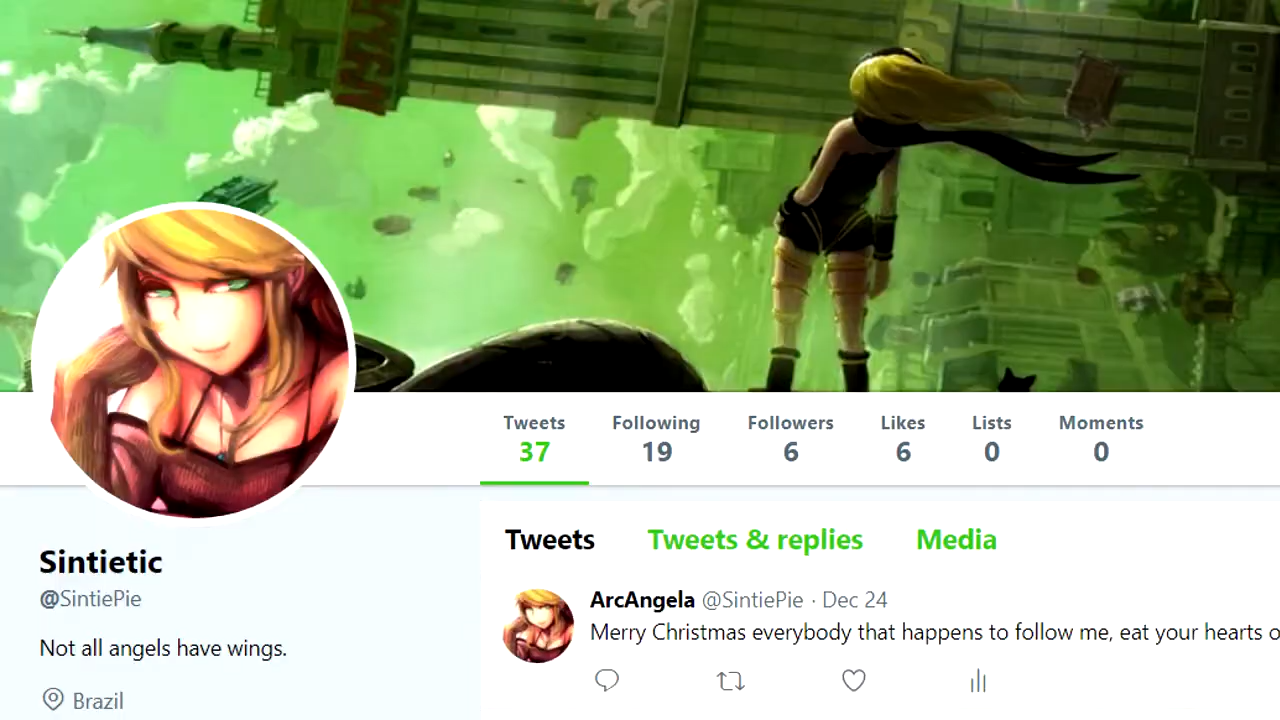 Tweets Following Followers Likes Lists Moments
37 19 6 6 0 0
Sintietic
@SintiePie
Not all angels have wings.
Brazil
Tweets Tweets & replies Media
ArcAngela @SintiePie · Dec 24
Merry Christmas everybody that happens to follow me, eat your hearts o